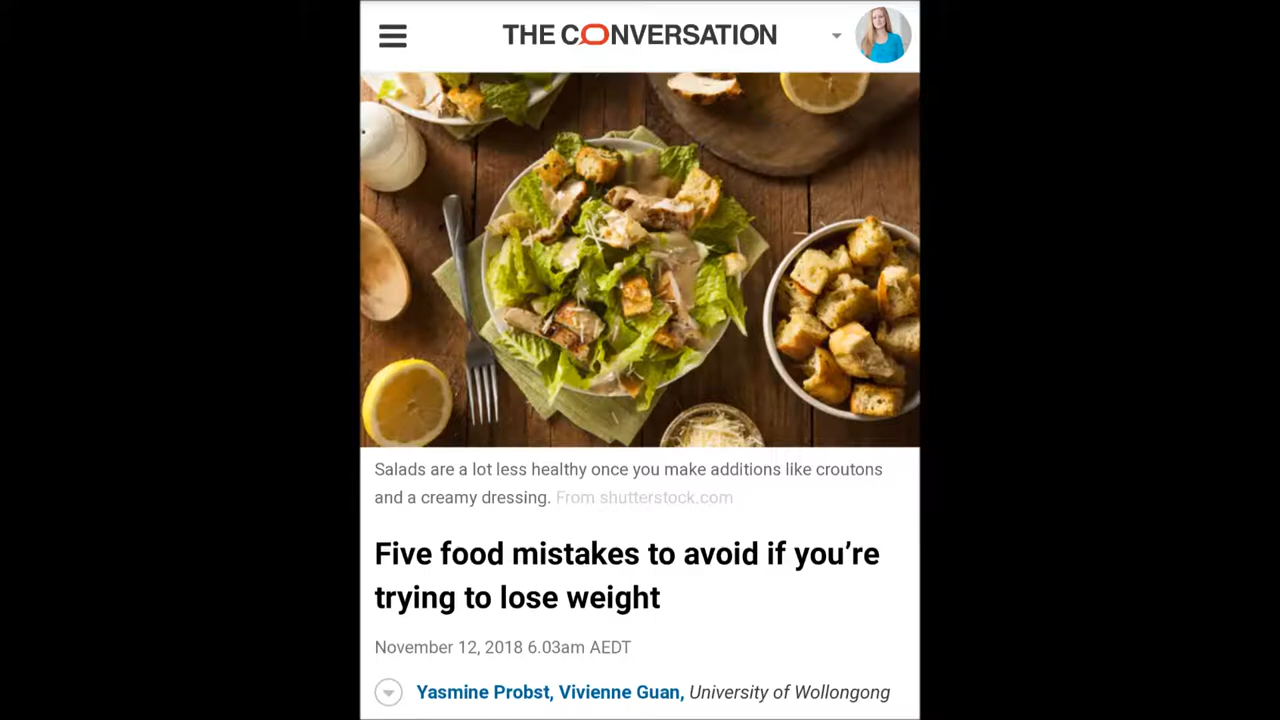 THE CONVERSATION
Salads are a lot less healthy once you make additions like croutons
and a creamy dressing. From shutterstock.com
Five food mistakes to avoid if you’re
trying to lose weight
November 12, 2018 6.03am AEDT
Yasmine Probst, Vivienne Guan, University of Wollongong